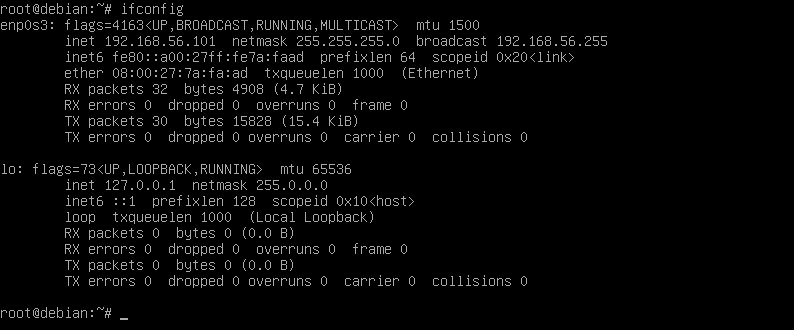 root@debian:~# ifconfig
enp0s3: flags=4163<UP,BROADCAST,RUNNING,MULTICAST>  mtu 1500
        inet 192.168.56.101  netmask 255.255.255.0  broadcast 192.168.56.255
        inet6 fe80::a00:27ff:fe7a:faad  prefixlen 64  scopeid 0x20<link>
        ether 08:00:27:7a:fa:ad  txqueuelen 1000  (Ethernet)
        RX packets 32  bytes 4908 (4.7 KiB)
        RX errors 0  dropped 0  overruns 0  frame 0
        TX packets 30  bytes 15828 (15.4 KiB)
        TX errors 0  dropped 0 overruns 0  carrier 0  collisions 0

lo: flags=73<UP,LOOPBACK,RUNNING>  mtu 65536
        inet 127.0.0.1  netmask 255.0.0.0
        inet6 ::1  prefixlen 128  scopeid 0x10<host>
        loop  txqueuelen 1000  (Local Loopback)
        RX packets 0  bytes 0 (0.0 B)
        RX errors 0  dropped 0  overruns 0  frame 0
        TX packets 0  bytes 0 (0.0 B)
        TX errors 0  dropped 0 overruns 0  carrier 0  collisions 0

root@debian:~# _